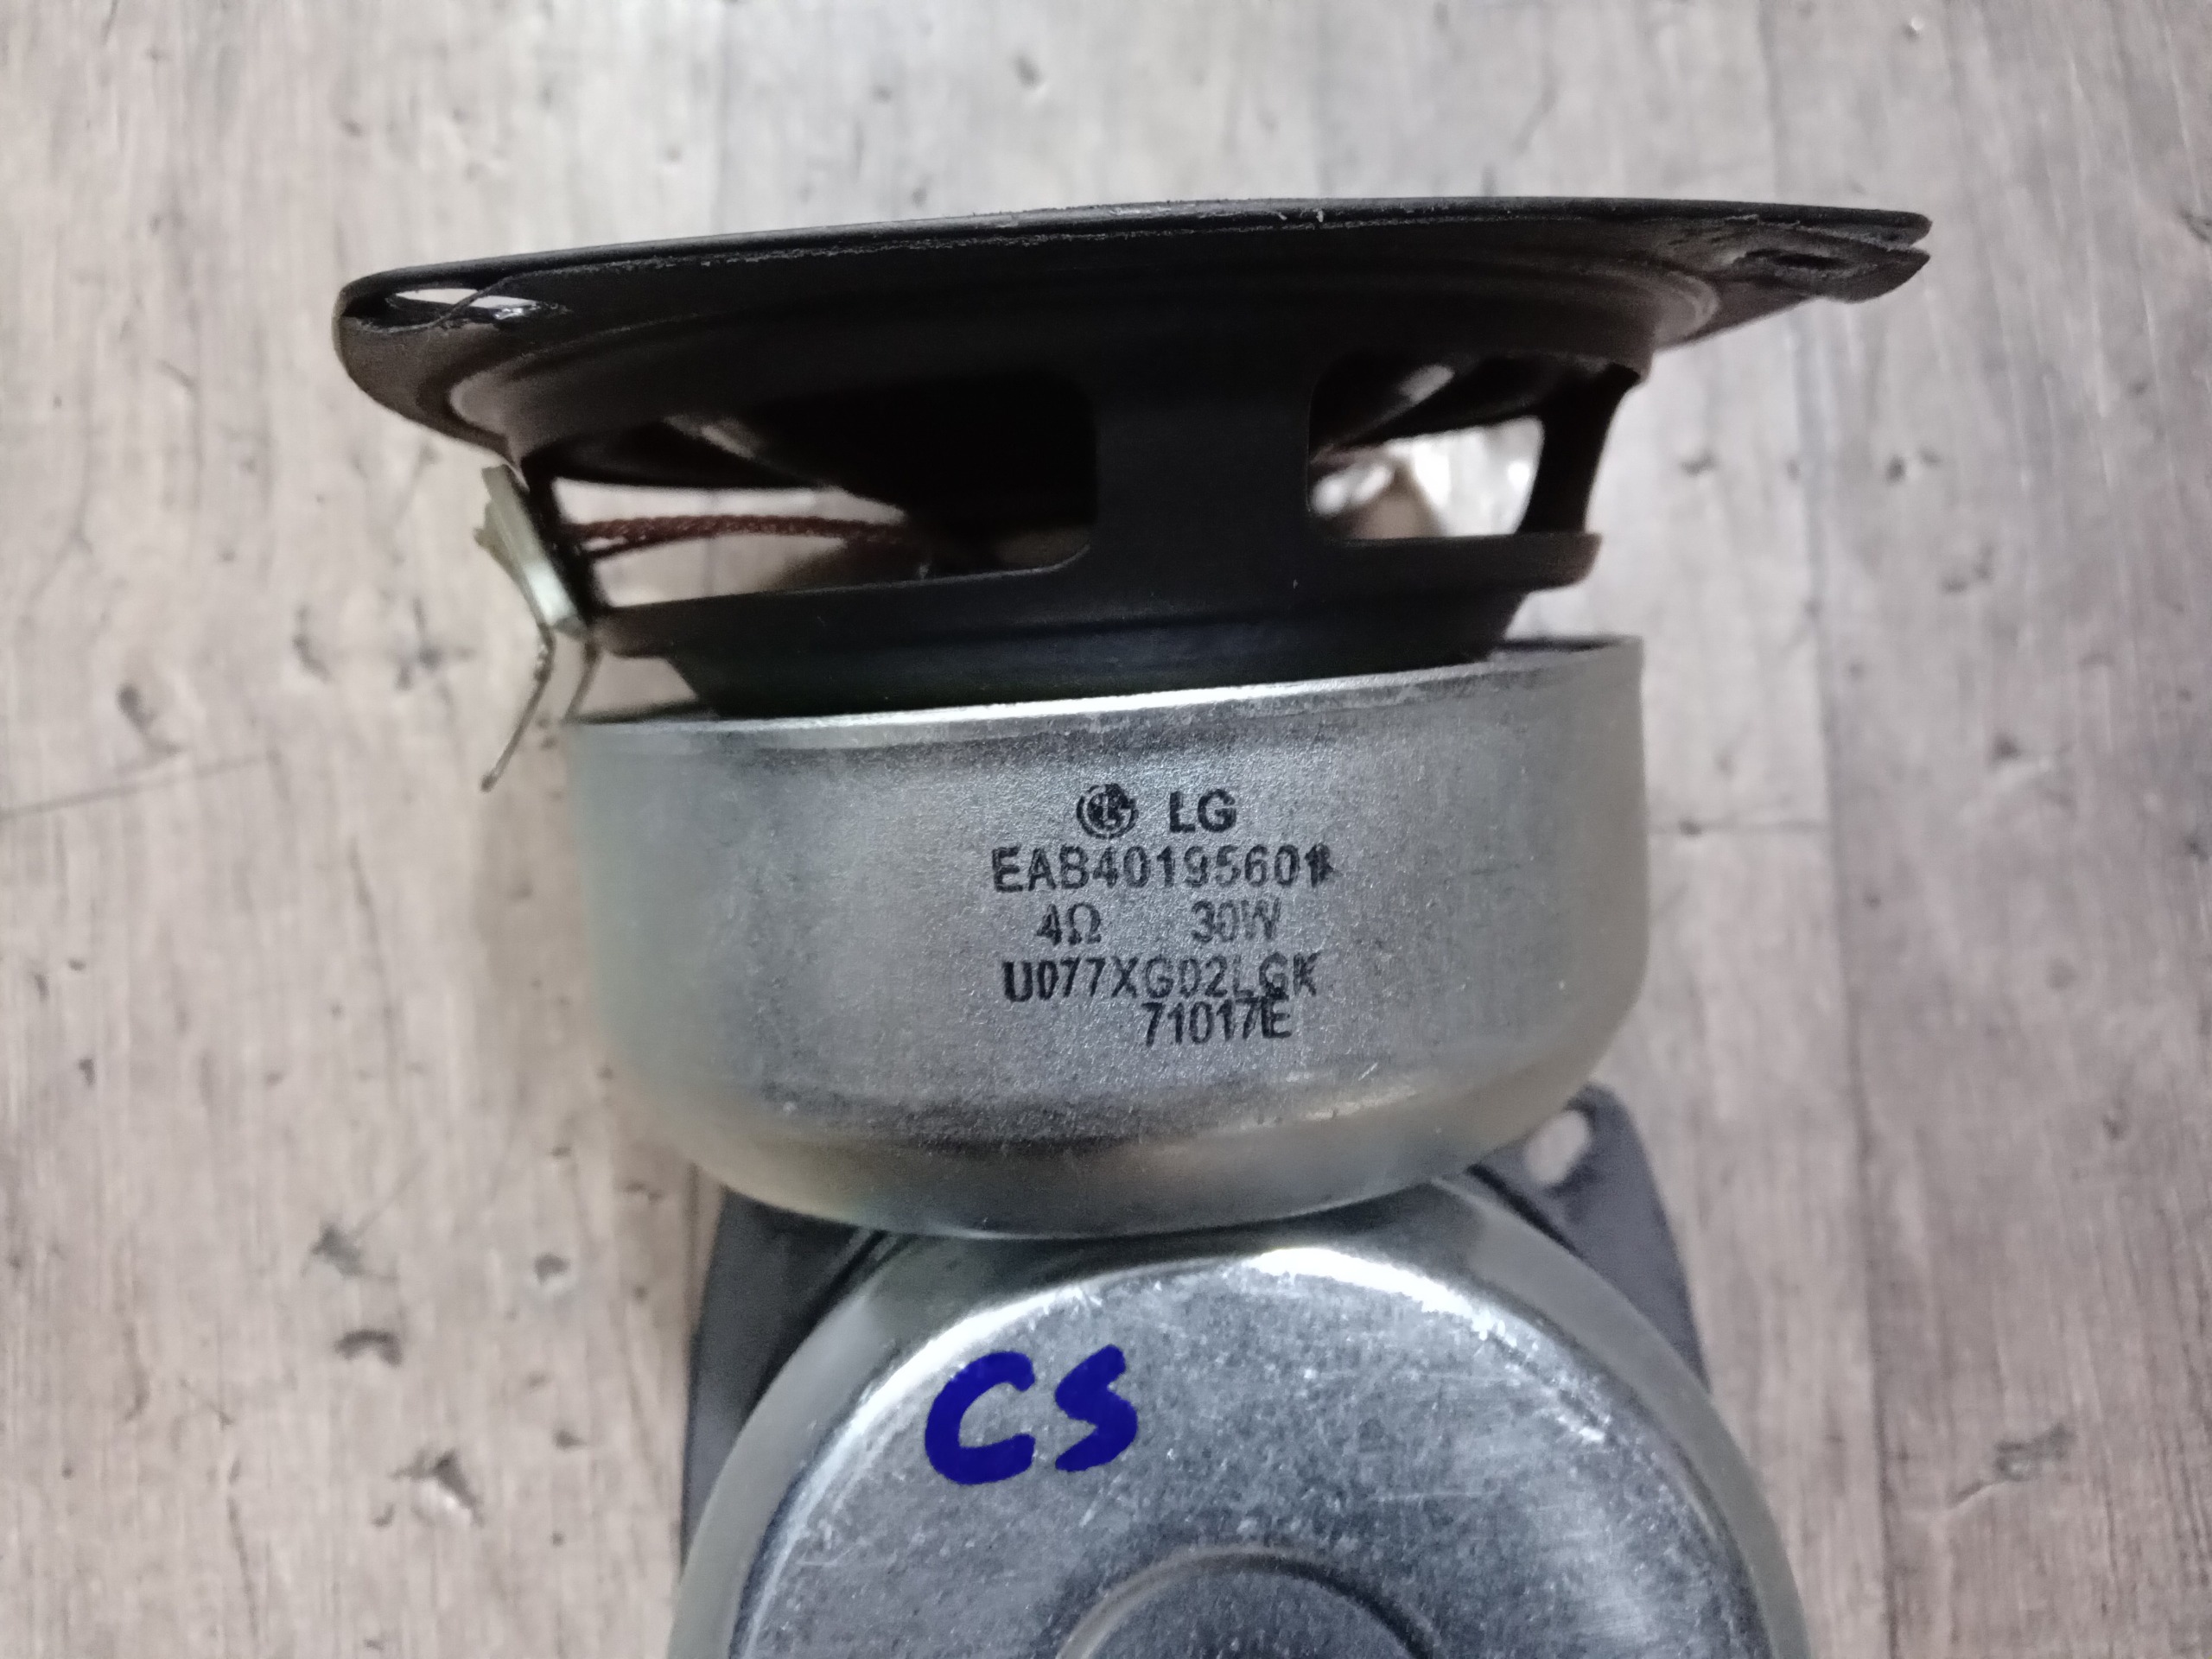 LG
EAB40195601
4Ω 30W
U077XG02LGK
71017E
CS